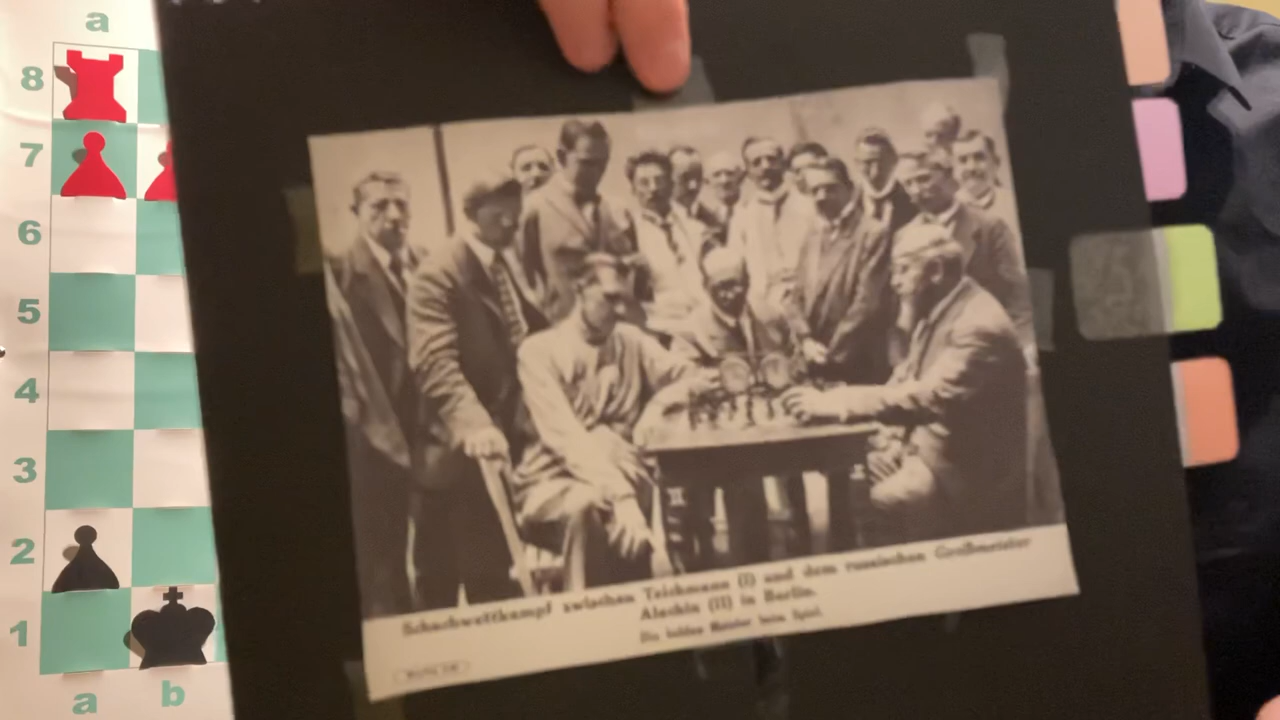 a
8
7
6
5
4
3
2
1
a b
Schachwettkampf zwischen Teichmann (I) und dem russischen Großmeister
Alechin (II) in Berlin.
Die beiden Meister beim Spiel.